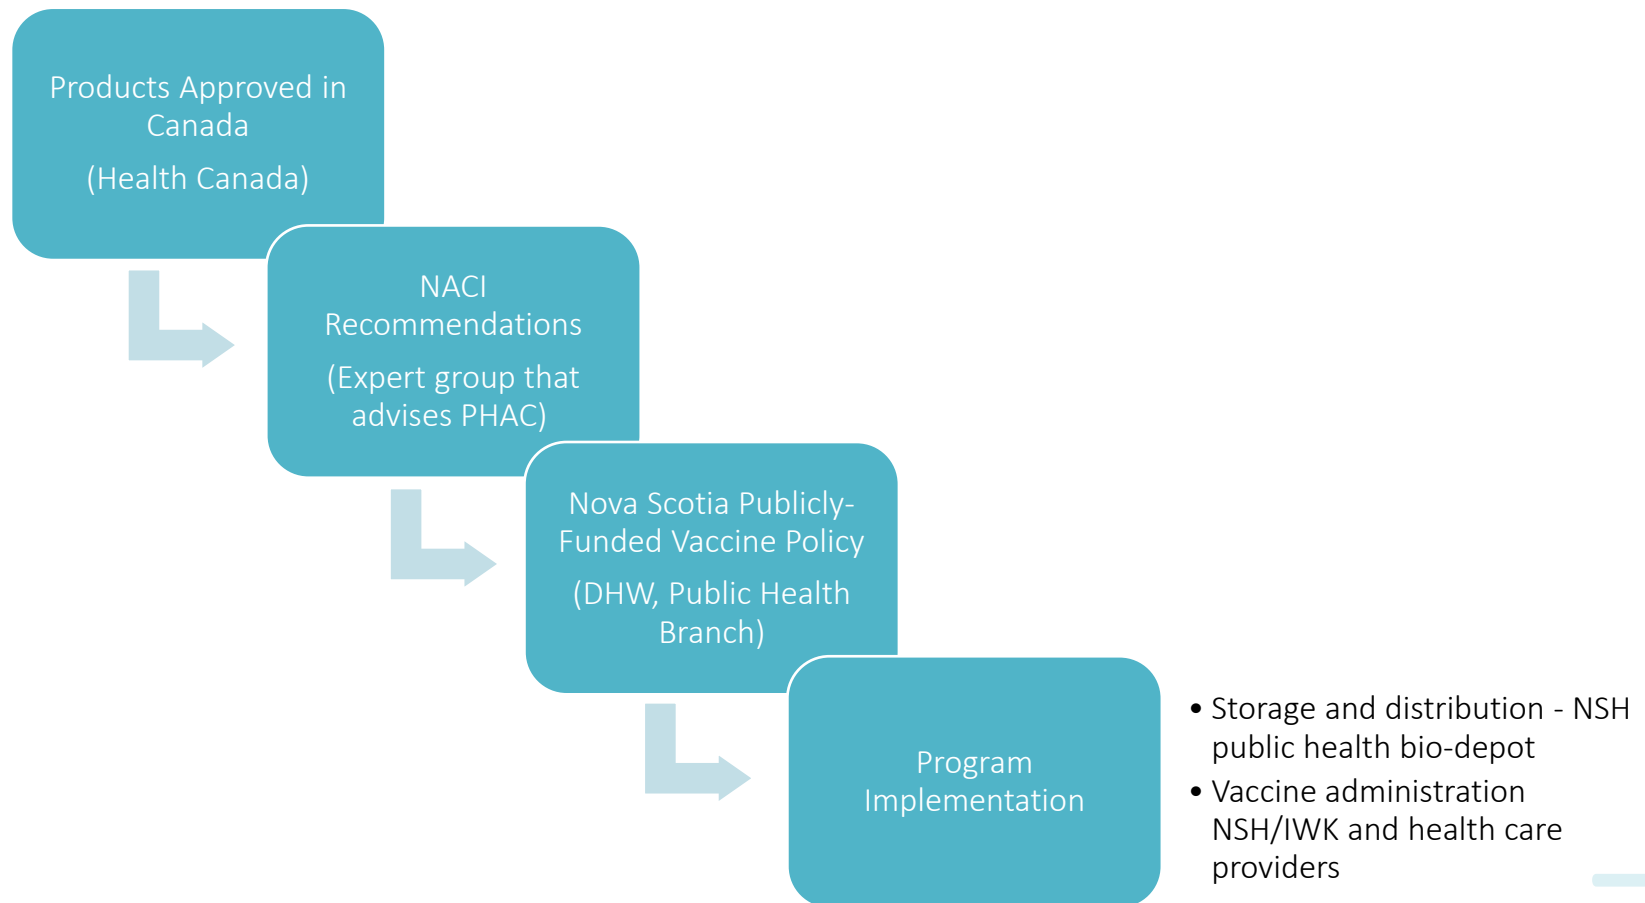 Products Approved in
Canada
(Health Canada)
NACI
Recommendations
(Expert group that
advises PHAC)
Nova Scotia Publicly-
Funded Vaccine Policy
(DHW, Public Health
Branch)
Program
Implementation
• Storage and distribution - NSH
public health bio-depot
• Vaccine administration
NSH/IWK and health care
providers